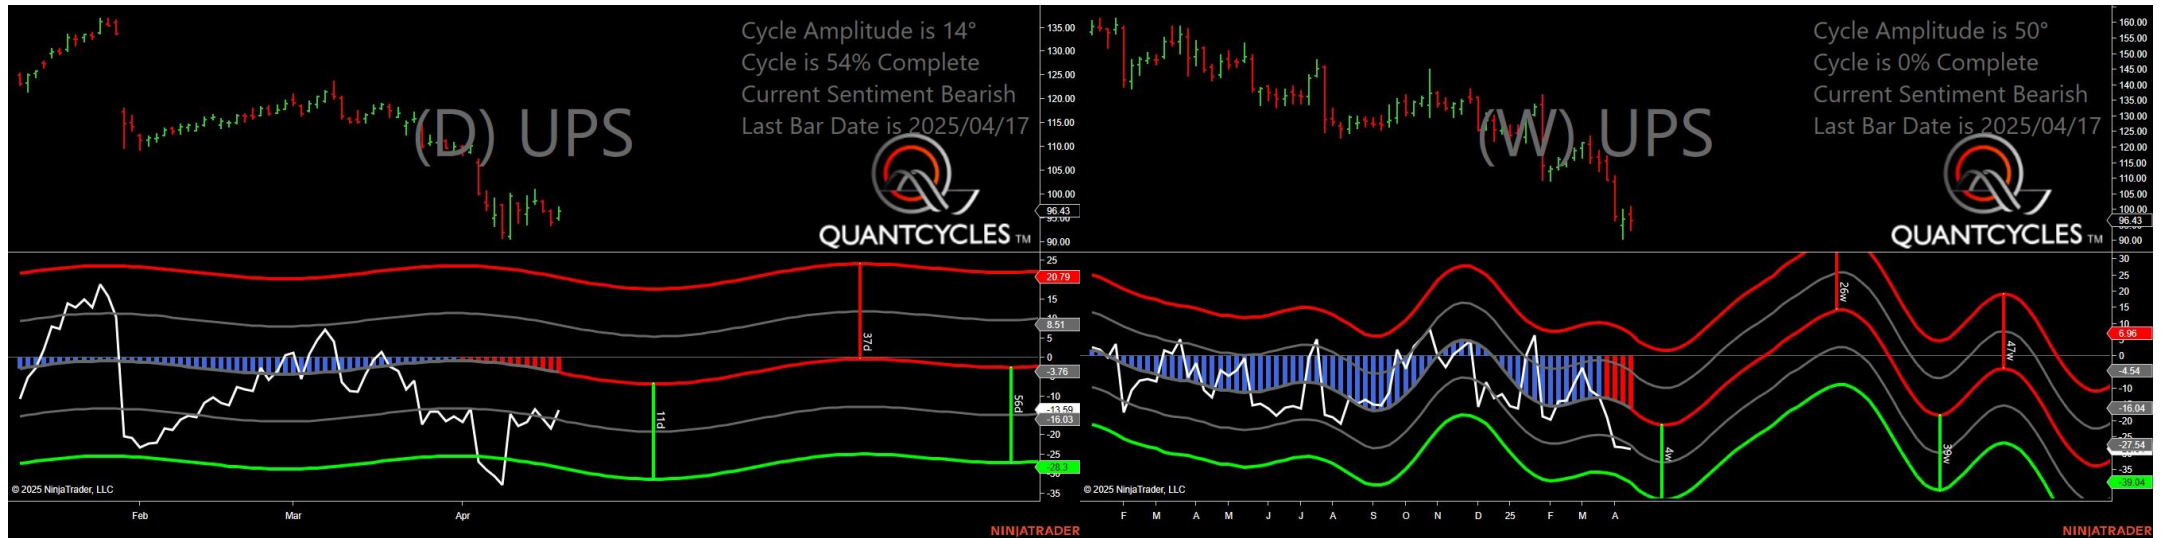 Cycle Amplitude is 14°
Cycle is 54% Complete
Current Sentiment Bearish
Last Bar Date is 2025/04/17
(D) UPS
QUANTCYCLES TM
135.00
130.00
125.00
120.00
115.00
110.00
105.00
100.00
96.43
90.00
25
20.79
15
8.51
5
0
-3.76
-10
-13.59
-16.03
-20
-25
-28.3
-35
11d
37d
56d
© 2025 NinjaTrader, LLC
Feb
Mar
Apr
NINJATRADER
Cycle Amplitude is 50°
Cycle is 0% Complete
Current Sentiment Bearish
Last Bar Date is 2025/04/17
(W) UPS
QUANTCYCLES TM
160.00
155.00
150.00
145.00
140.00
135.00
130.00
125.00
120.00
115.00
110.00
105.00
100.00
96.43
90.00
30
25
20
15
10
6.96
0
-4.54
-10
-16.04
-20
-27.54
-35
-39.04
4w
26w
39w
47w
© 2025 NinjaTrader, LLC
F
M
A
M
J
J
A
S
O
N
D
25
F
M
A
NINJATRADER